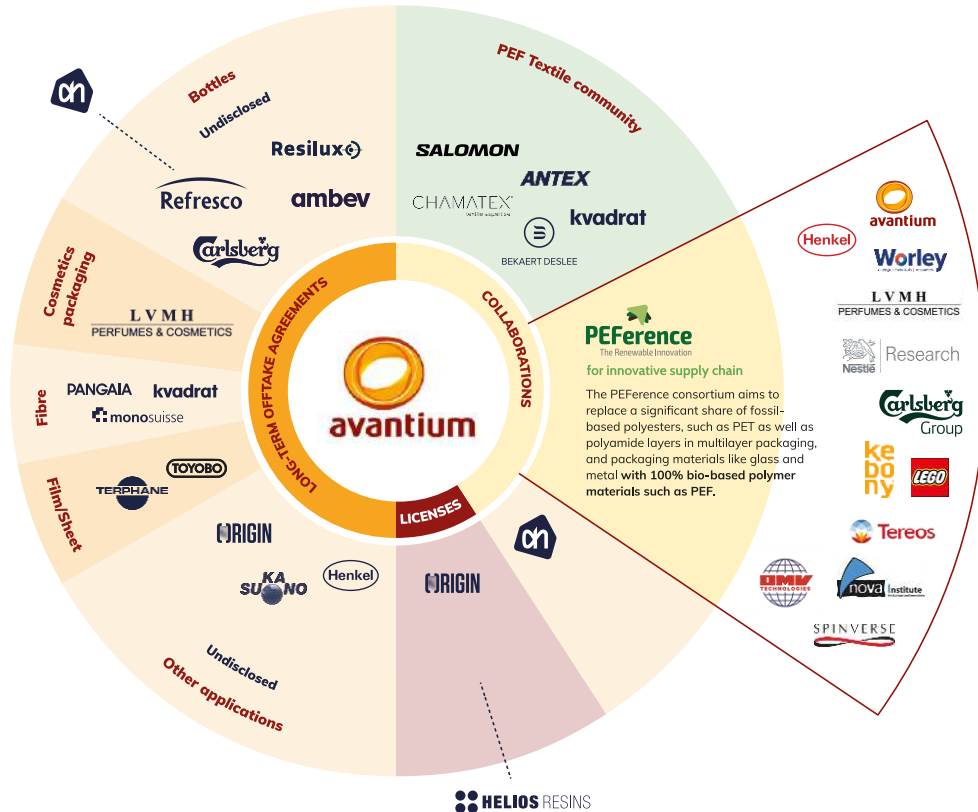 Bottles
Undisclosed
ah
Resilux
Refresco
ambev
Carlsberg
Cosmetics
packaging
LVMH
PERFUMES & COSMETICS
Fibre
PANGAIA
kvadrat
monosuisse
Film/Sheet
TOYOBO
TERPHANE
ORIGIN
SUKANO
Henkel
Undisclosed
Other applications
LONG-TERM OFFTAKE AGREEMENTS
avantium
COLLABORATIONS
LICENSES
ORIGIN
HELIOS RESINS
ah
PEF Textile community
SALOMON
ANTEX
CHAMATEX
kvadrat
BEKAERT DESLEE
PEFerence
The Renewable Innovation
for innovative supply chain
The PEFerence consortium aims to
replace a significant share of fossil-
based polyesters, such as PET as well as
polyamide layers in multilayer packaging,
and packaging materials like glass and
metal with 100% bio-based polymer
materials such as PEF.
avantium
Henkel
Worley
LVMH
PERFUMES & COSMETICS
Nestlé
Research
Carlsberg
Group
ke
bo
ny
LEGO
Tereos
OMV
TECHNOLOGIES
nova Institute
SPINVERSE